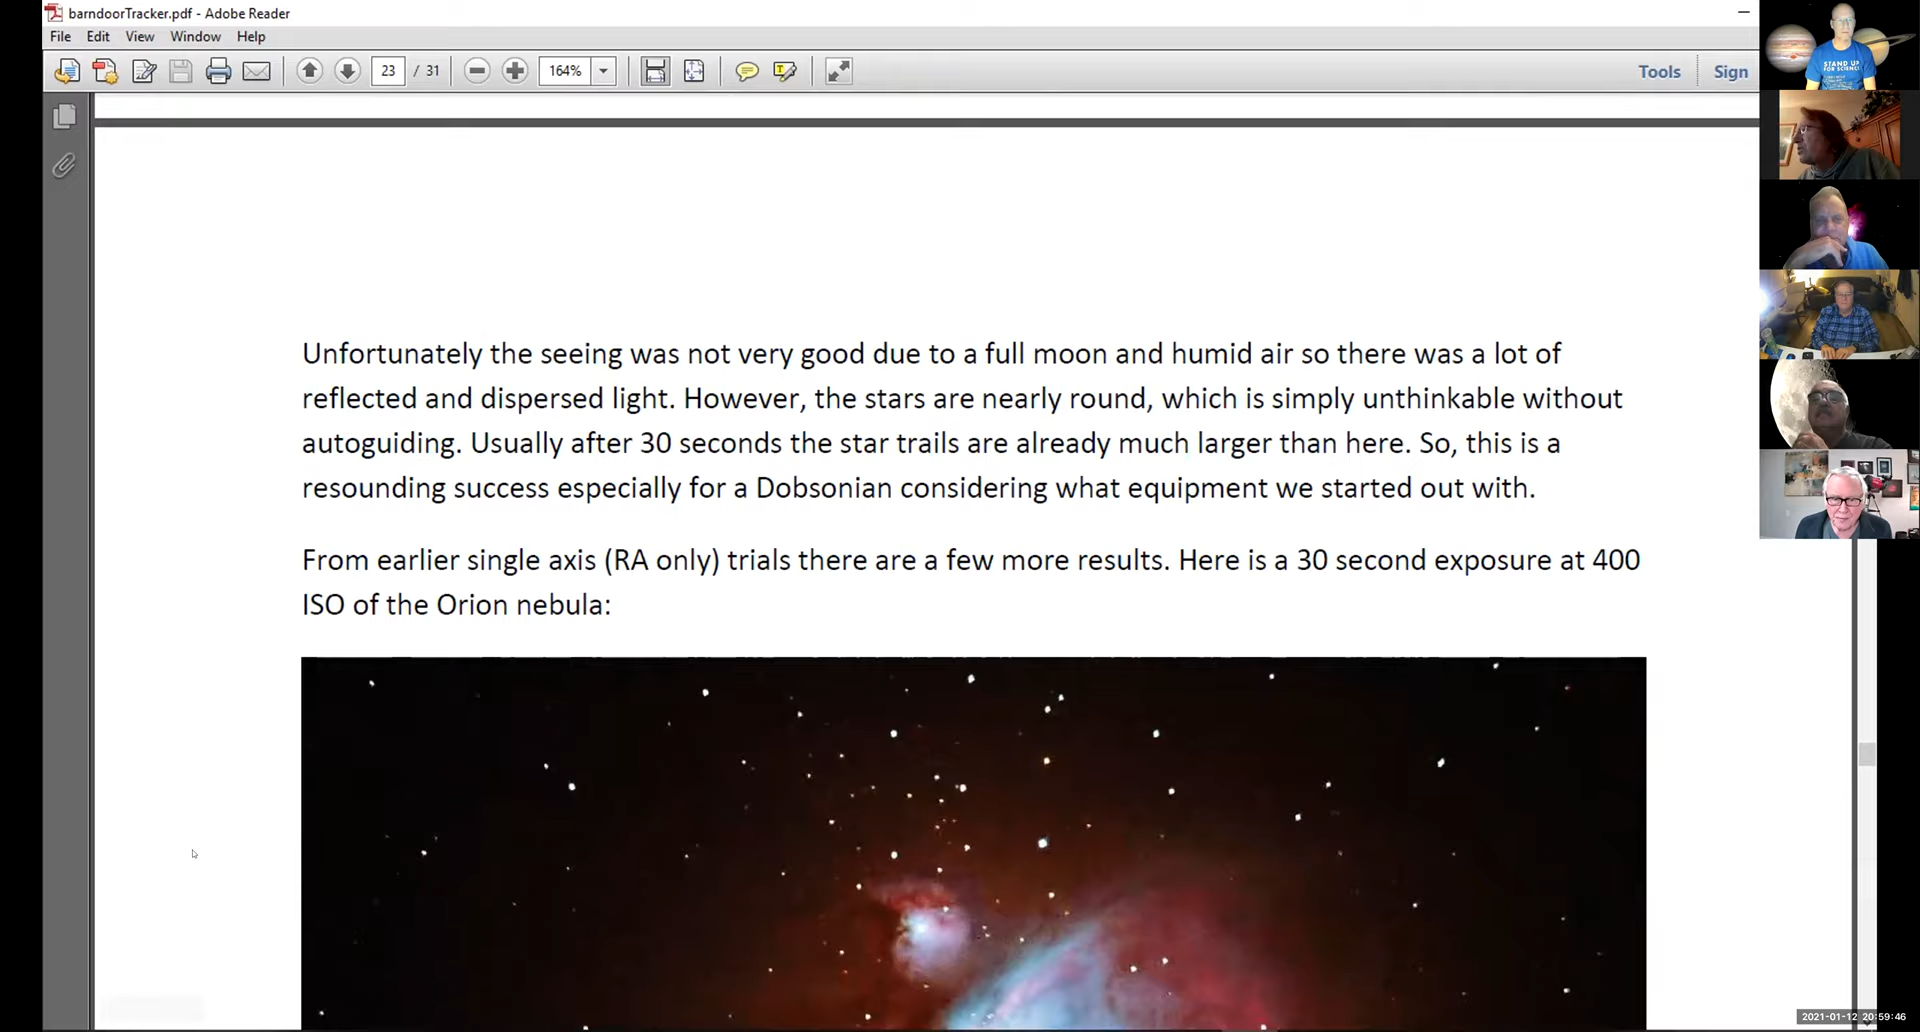 barndoorTracker.pdf - Adobe Reader
File Edit View Window Help
23 / 31 164% Tools Sign
STAND UP
FOR SCIENCE
Unfortunately the seeing was not very good due to a full moon and humid air so there was a lot of
reflected and dispersed light. However, the stars are nearly round, which is simply unthinkable without
autoguiding. Usually after 30 seconds the star trails are already much larger than here. So, this is a
resounding success especially for a Dobsonian considering what equipment we started out with.
From earlier single axis (RA only) trials there are a few more results. Here is a 30 second exposure at 400
ISO of the Orion nebula:
2021-01-12 20:59:46